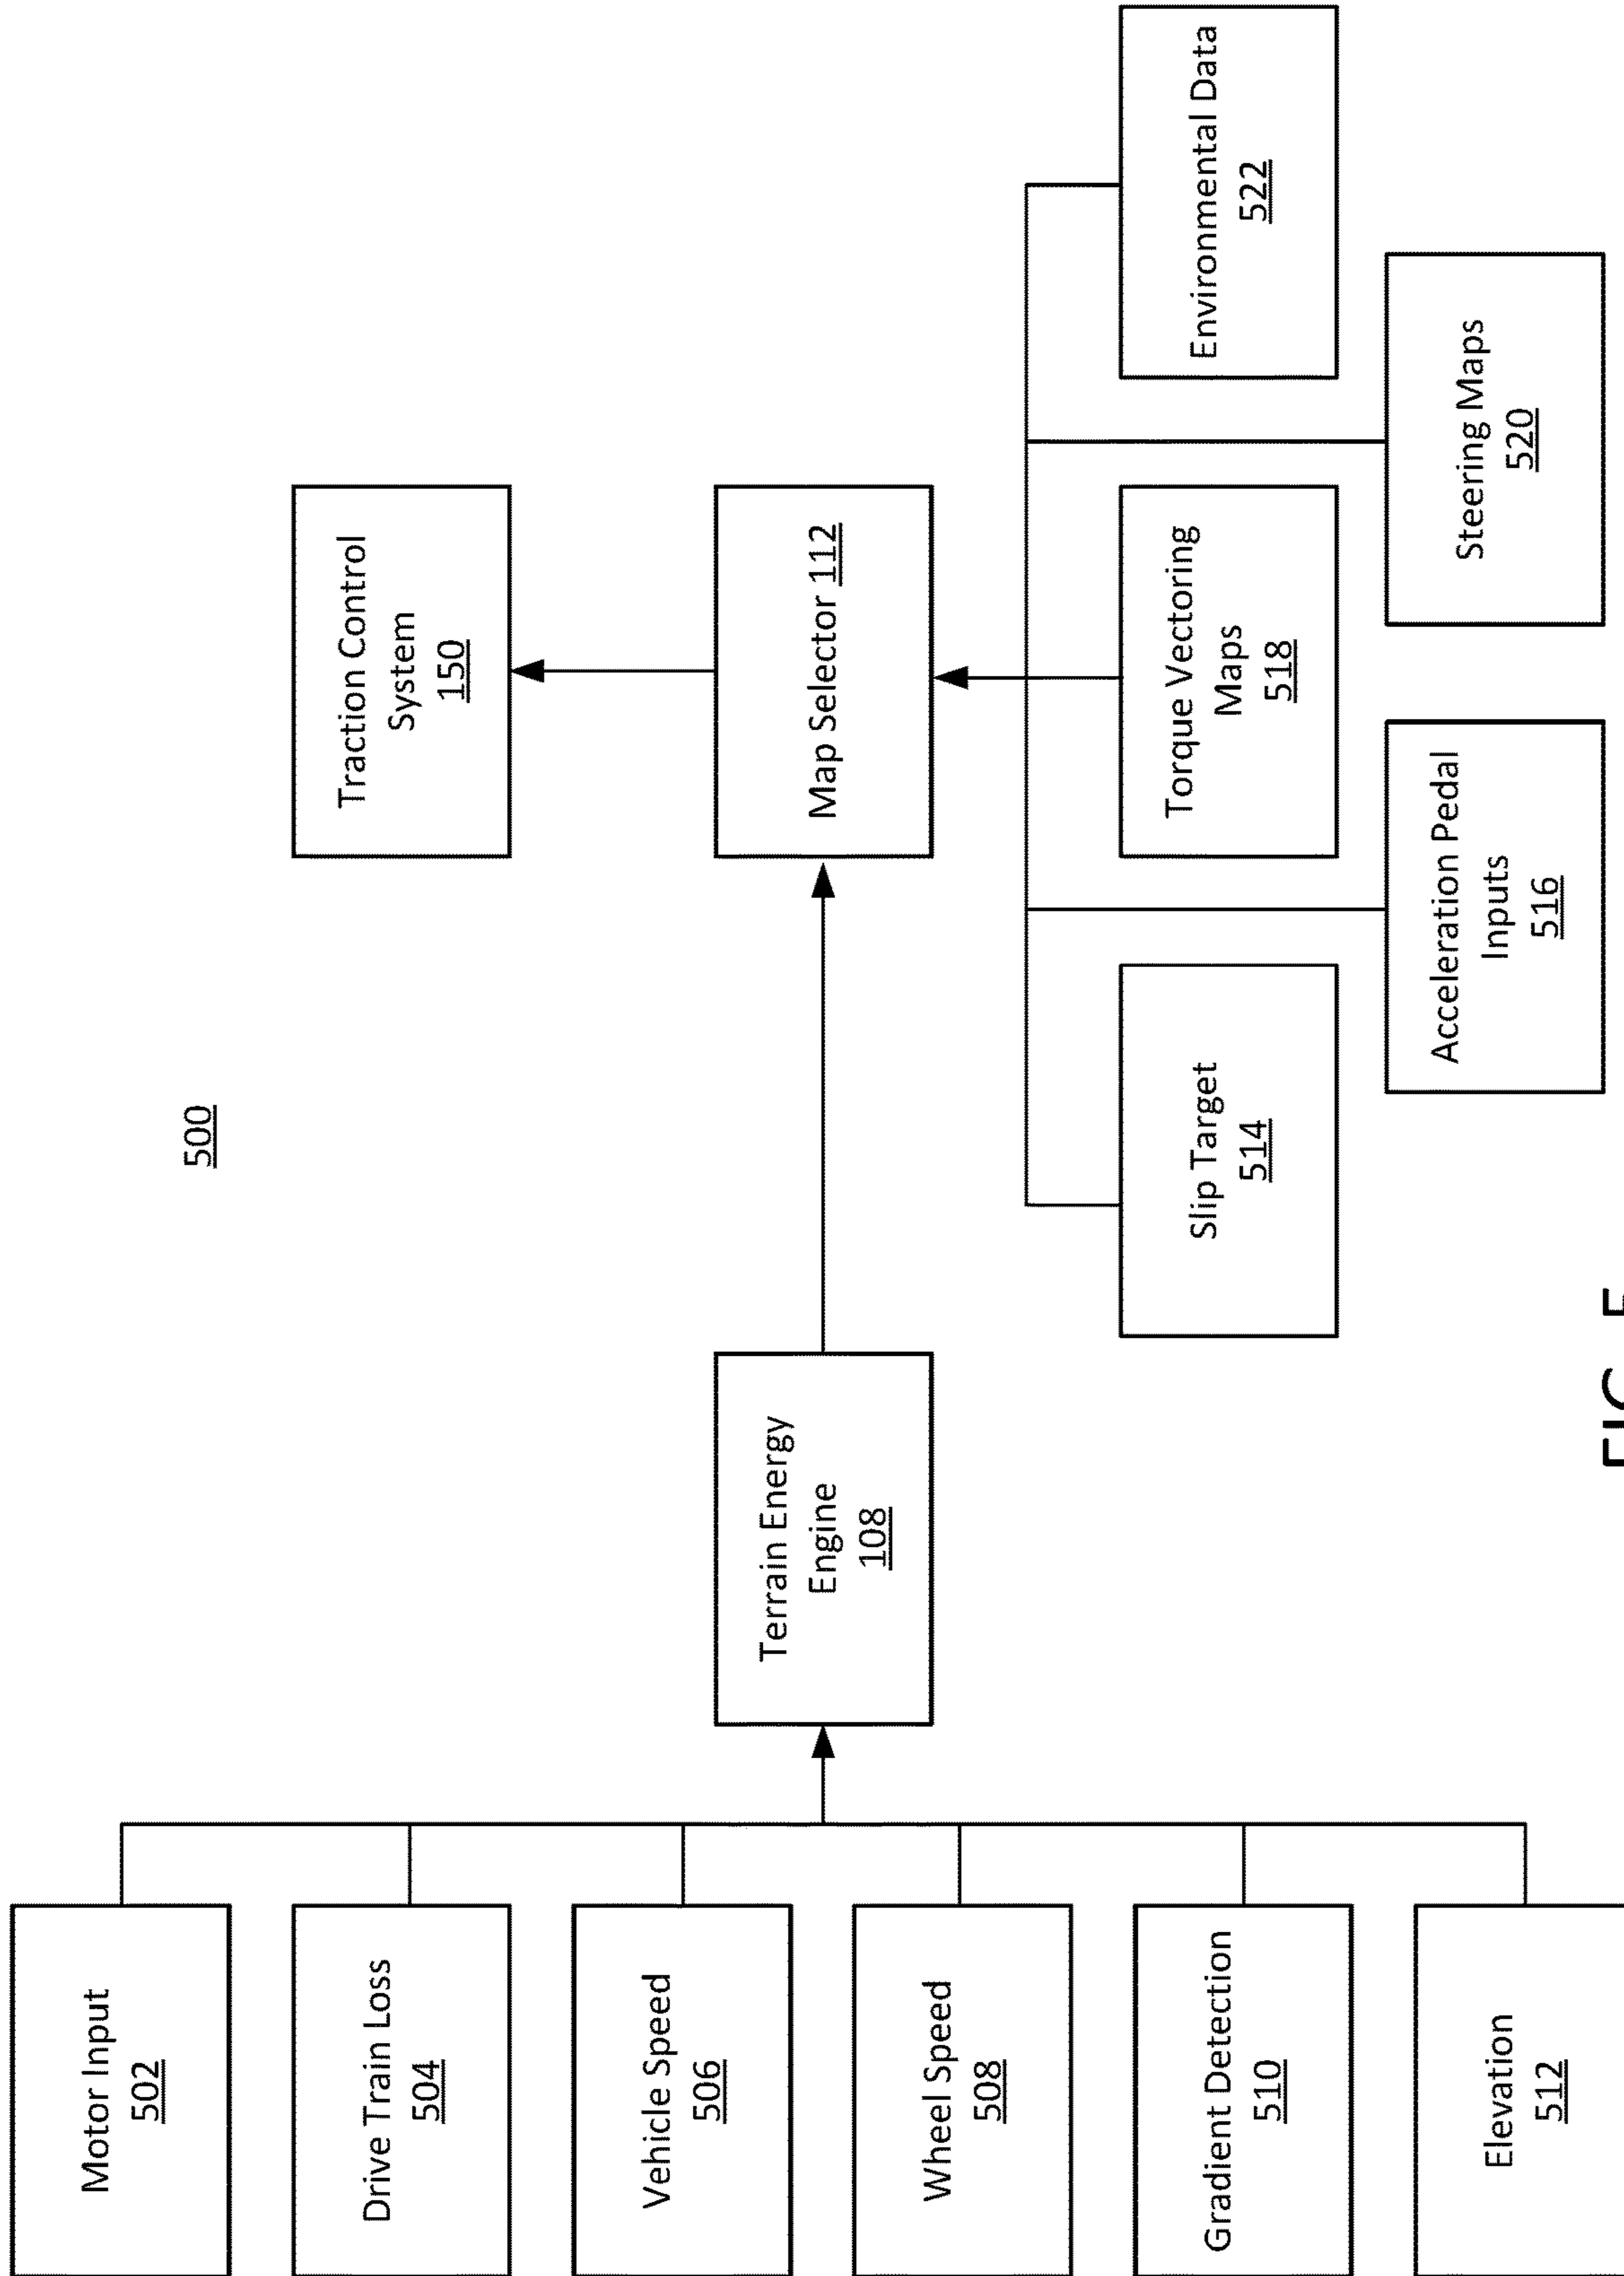 500
Motor Input
502
Drive Train Loss
504
Vehicle Speed
506
Wheel Speed
508
Gradient Detection
510
Elevation
512
Terrain Energy
Engine
108
Traction Control
System
150
Map Selector 112
Slip Target
514
Acceleration Pedal
Inputs
516
Torque Vectoring
Maps
518
Steering Maps
520
Environmental Data
522